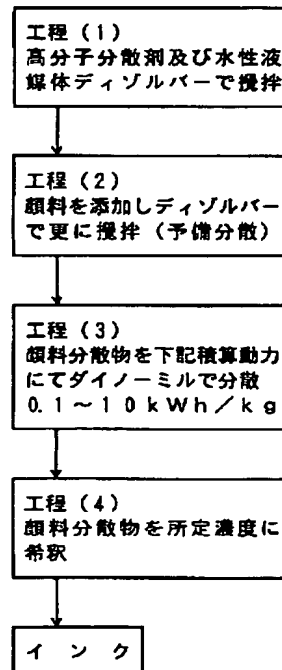 工程（1）
高分子分散剤及び水性液
媒体ディゾルバーで攪拌
工程（2）
顔料を添加しディゾルバー
で更に攪拌（予備分散）
工程（3）
顔料分散物を下記積算動力
にてダイノーミルで分散
0.1～10kWh／kg
工程（4）
顔料分散物を所定濃度に
希釈
インク